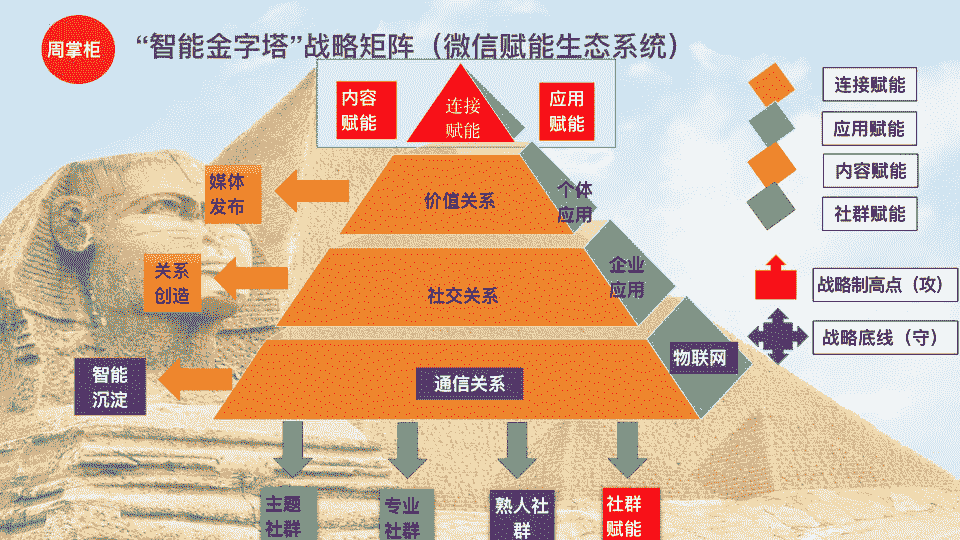 周掌柜
“智能金字塔”战略矩阵（微信赋能生态系统）
内容
赋能
连接
赋能
应用
赋能
连接赋能
应用赋能
内容赋能
社群赋能
媒体
发布
价值关系
个体
应用
关系
创造
社交关系
企业
应用
战略制高点（攻）
战略底线（守）
智能
沉淀
通信关系
物联网
主题
社群
专业
社群
熟人社
群
社群
赋能